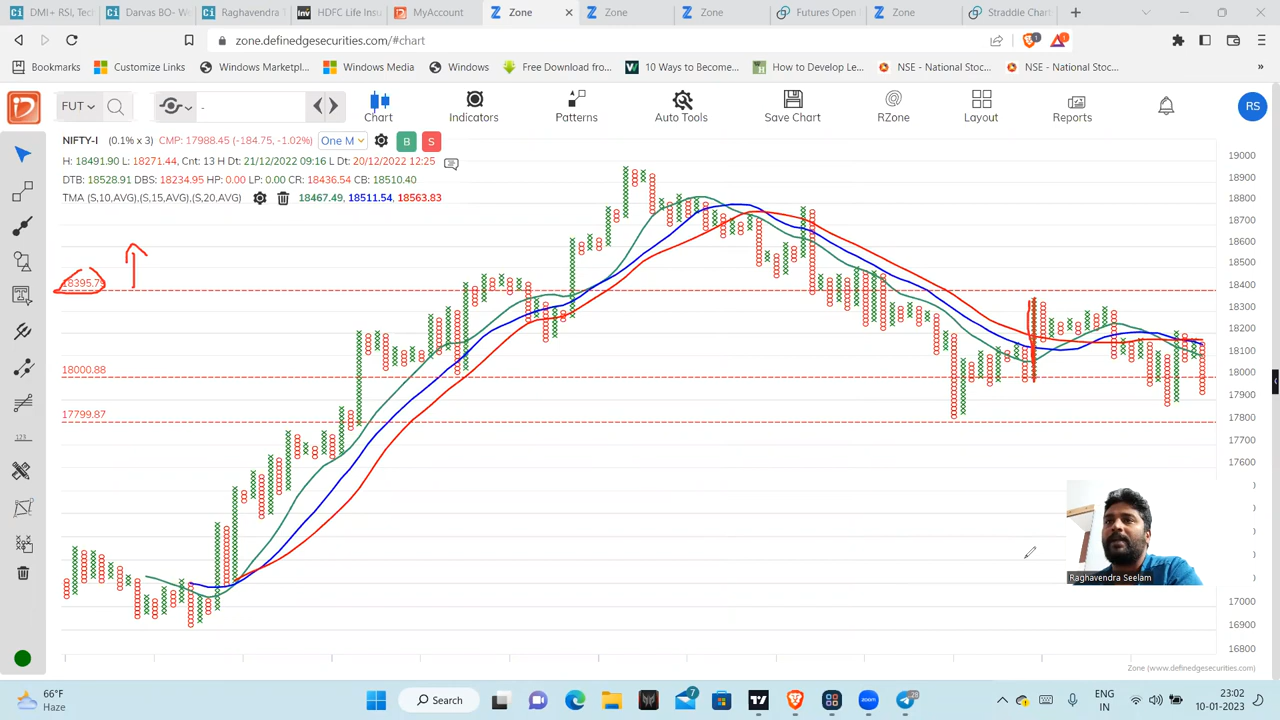 DMI + RSI, Tecl
Darvas BO- We
Raghavendra T
HDFC Life Insu
MyAccount
Zone
Zone
Zone
Futures Open
Zone
Straddle Chart
zone.definedgesecurities.com/#chart
Bookmarks
Customize Links
Windows Marketpl...
Windows Media
Windows
Free Download from...
10 Ways to Become...
How to Develop Le...
NSE - National Stoc...
NSE - National Stoc...
»
FUT
-
Chart
Indicators
Patterns
Auto Tools
Save Chart
RZone
Layout
Reports
RS
NIFTY-I (0.1% x 3) CMP: 17988.45 (-184.75, -1.02%) One M B S
H: 18491.90 L: 18271.44, Cnt: 13 H Dt: 21/12/2022 09:16 L Dt: 20/12/2022 12:25
DTB: 18528.91 DBS: 18234.95 HP: 0.00 LP: 0.00 CR: 18436.54 CB: 18510.40
TMA (S,10,AVG),(S,15,AVG),(S,20,AVG) 18467.49, 18511.54, 18563.83
19000
18900
18800
18700
18600
18500
18395.79
18400
18300
18200
18100
18000.88
18000
17900
17799.87
17800
17700
17600
17000
16900
16800
123
Raghavendra Seelam
Zone (www.definedgesecurities.com)
66°F
Haze
Search
7
28
ENG
IN
23:02
10-01-2023